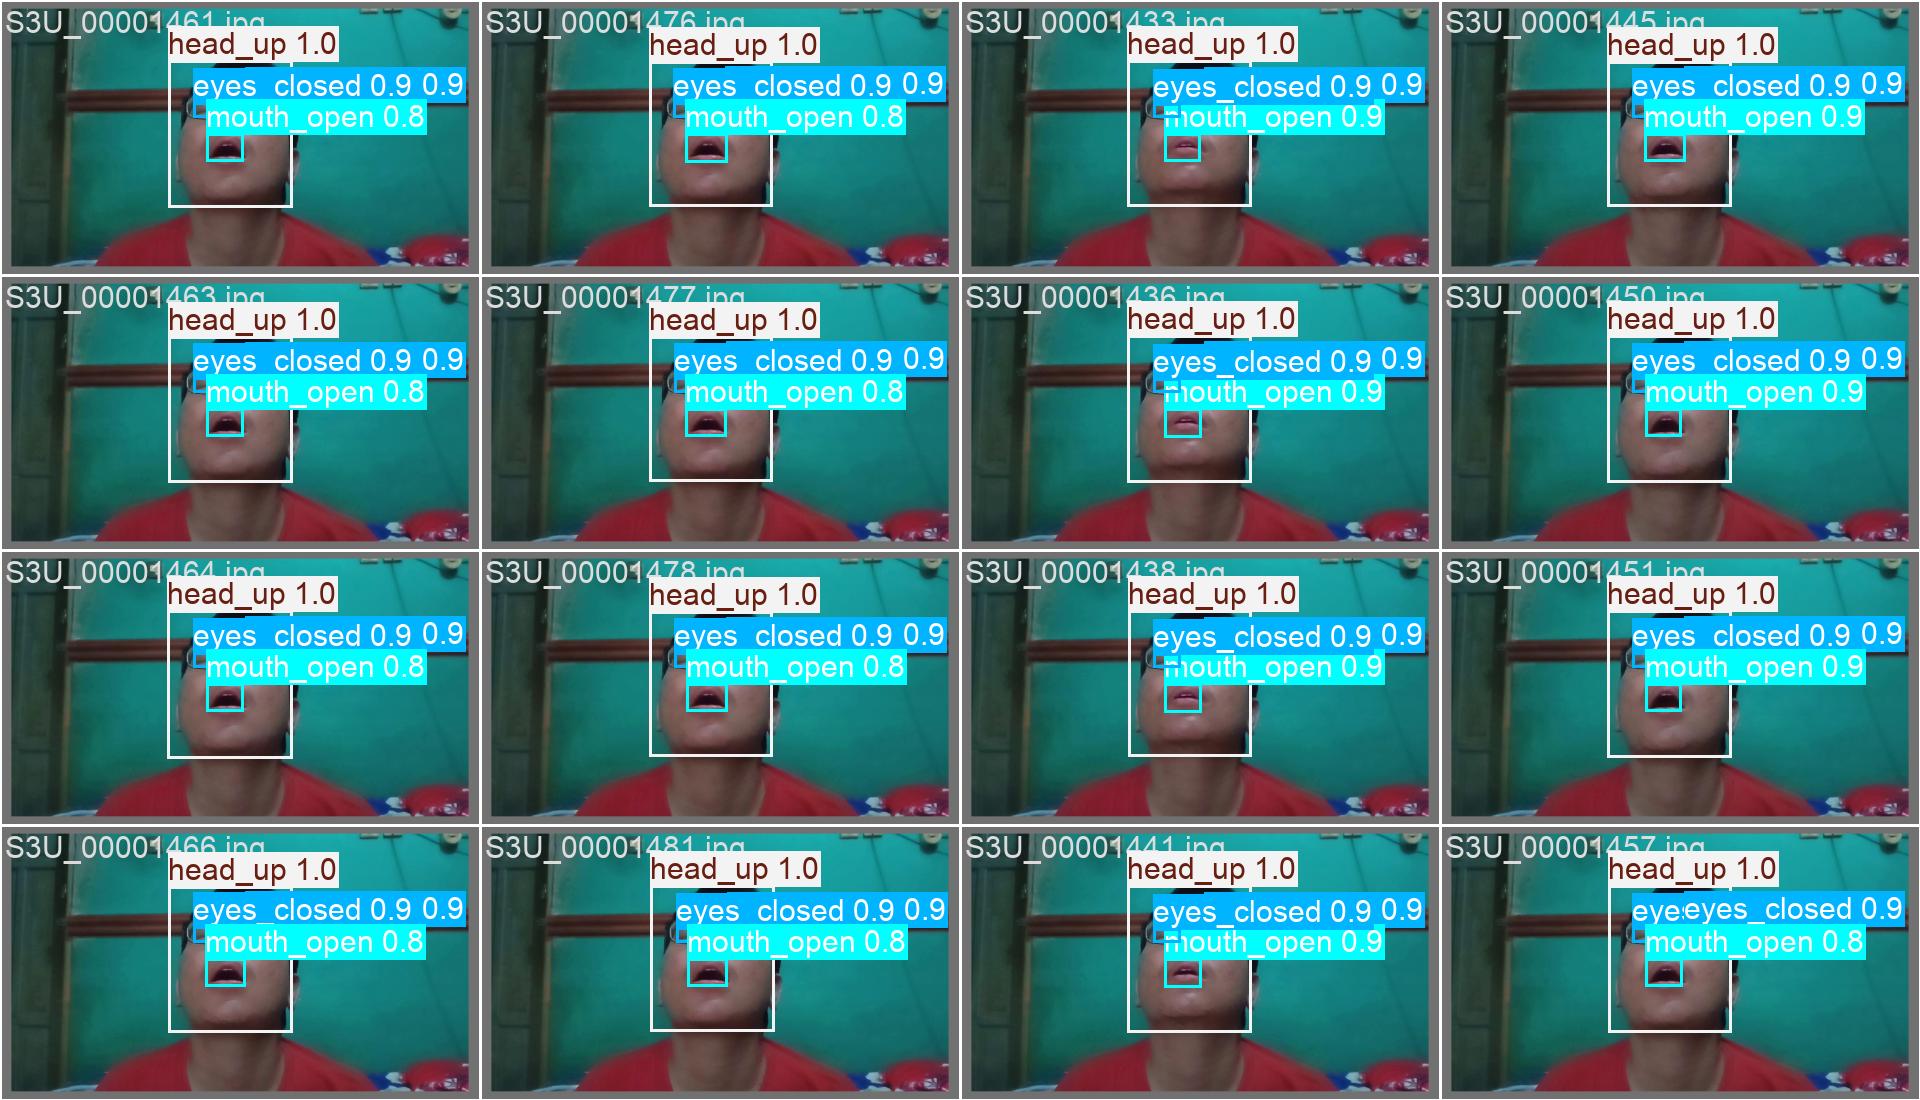 S3U_00001461.jpg
head_up 1.0
eyes_closed 0.9 0.9
mouth_open 0.8
S3U_00001476.jpg
head_up 1.0
eyes_closed 0.9 0.9
mouth_open 0.8
S3U_00001433.jpg
head_up 1.0
eyes_closed 0.9 0.9
mouth_open 0.9
S3U_00001445.jpg
head_up 1.0
eyes_closed 0.9 0.9
mouth_open 0.9
S3U_00001463.jpg
head_up 1.0
eyes_closed 0.9 0.9
mouth_open 0.8
S3U_00001477.jpg
head_up 1.0
eyes_closed 0.9 0.9
mouth_open 0.8
S3U_00001436.jpg
head_up 1.0
eyes_closed 0.9 0.9
mouth_open 0.9
S3U_00001450.jpg
head_up 1.0
eyes_closed 0.9 0.9
mouth_open 0.9
S3U_00001464.jpg
head_up 1.0
eyes_closed 0.9 0.9
mouth_open 0.8
S3U_00001478.jpg
head_up 1.0
eyes_closed 0.9 0.9
mouth_open 0.8
S3U_00001438.jpg
head_up 1.0
eyes_closed 0.9 0.9
mouth_open 0.9
S3U_00001451.jpg
head_up 1.0
eyes_closed 0.9 0.9
mouth_open 0.9
S3U_00001466.jpg
head_up 1.0
eyes_closed 0.9 0.9
mouth_open 0.8
S3U_00001481.jpg
head_up 1.0
eyes_closed 0.9 0.9
mouth_open 0.8
S3U_00001441.jpg
head_up 1.0
eyes_closed 0.9 0.9
mouth_open 0.9
S3U_00001457.jpg
head_up 1.0
eyes_closed 0.9
mouth_open 0.8